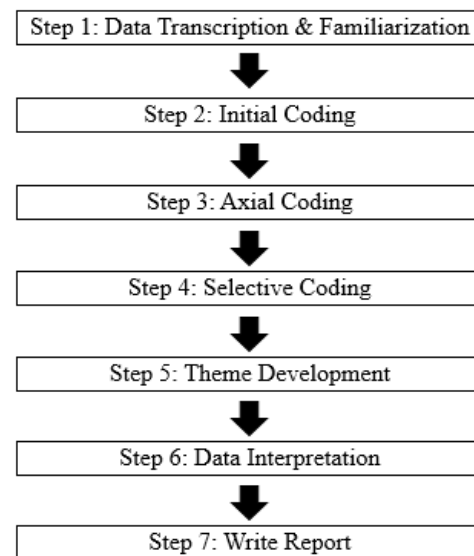 Step 1: Data Transcription & Familiarization
Step 2: Initial Coding
Step 3: Axial Coding
Step 4: Selective Coding
Step 5: Theme Development
Step 6: Data Interpretation
Step 7: Write Report